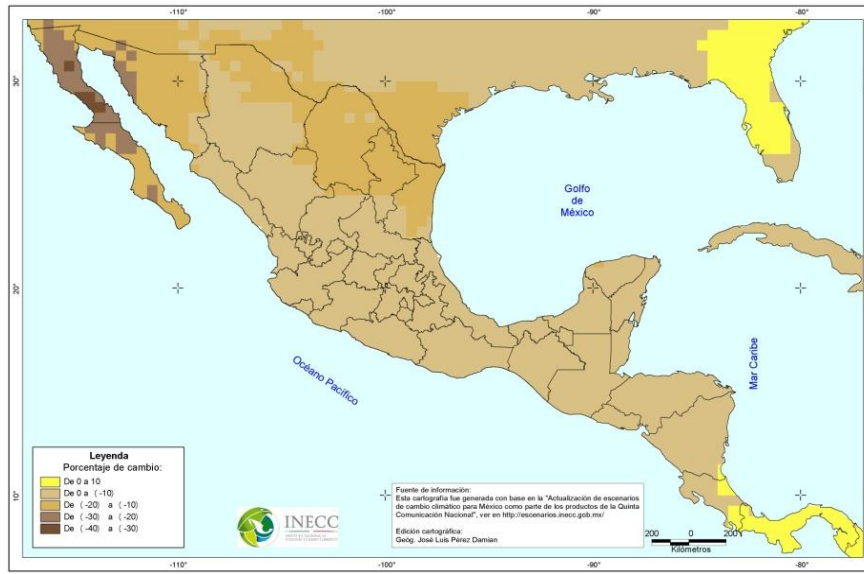 -110° -100° -90° -80°
30°
30°
Golfo
de
México
20°
20°
Océano Pacífico
Mar Caribe
10°
10°
Leyenda
Porcentaje de cambio:
De 0 a 10
De 0 a (-10)
De (-20) a (-10)
De (-30) a (-20)
De (-40) a (-30)
INECC
Fuente de información:
Esta cartografía fue generada con base en la "Actualización de escenarios
de cambio climático para México como parte de los productos de la Quinta
Comunicación Nacional", ver en http://escenarios.inecc.gob.mx/
Edición cartográfica:
Geóg. José Luis Pérez Damian
200 0 200
Kilómetros
-110° -100° -90° -80°